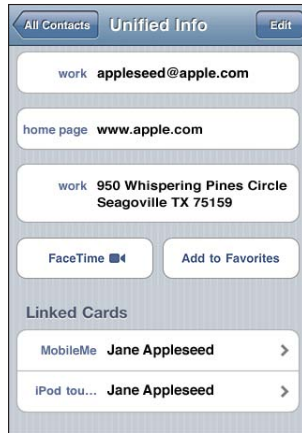 All Contacts Unified Info Edit
work appleseed@apple.com
home page www.apple.com
work 950 Whispering Pines Circle
Seagoville TX 75159
FaceTime Add to Favorites
Linked Cards
MobileMe Jane Appleseed
iPod tou... Jane Appleseed